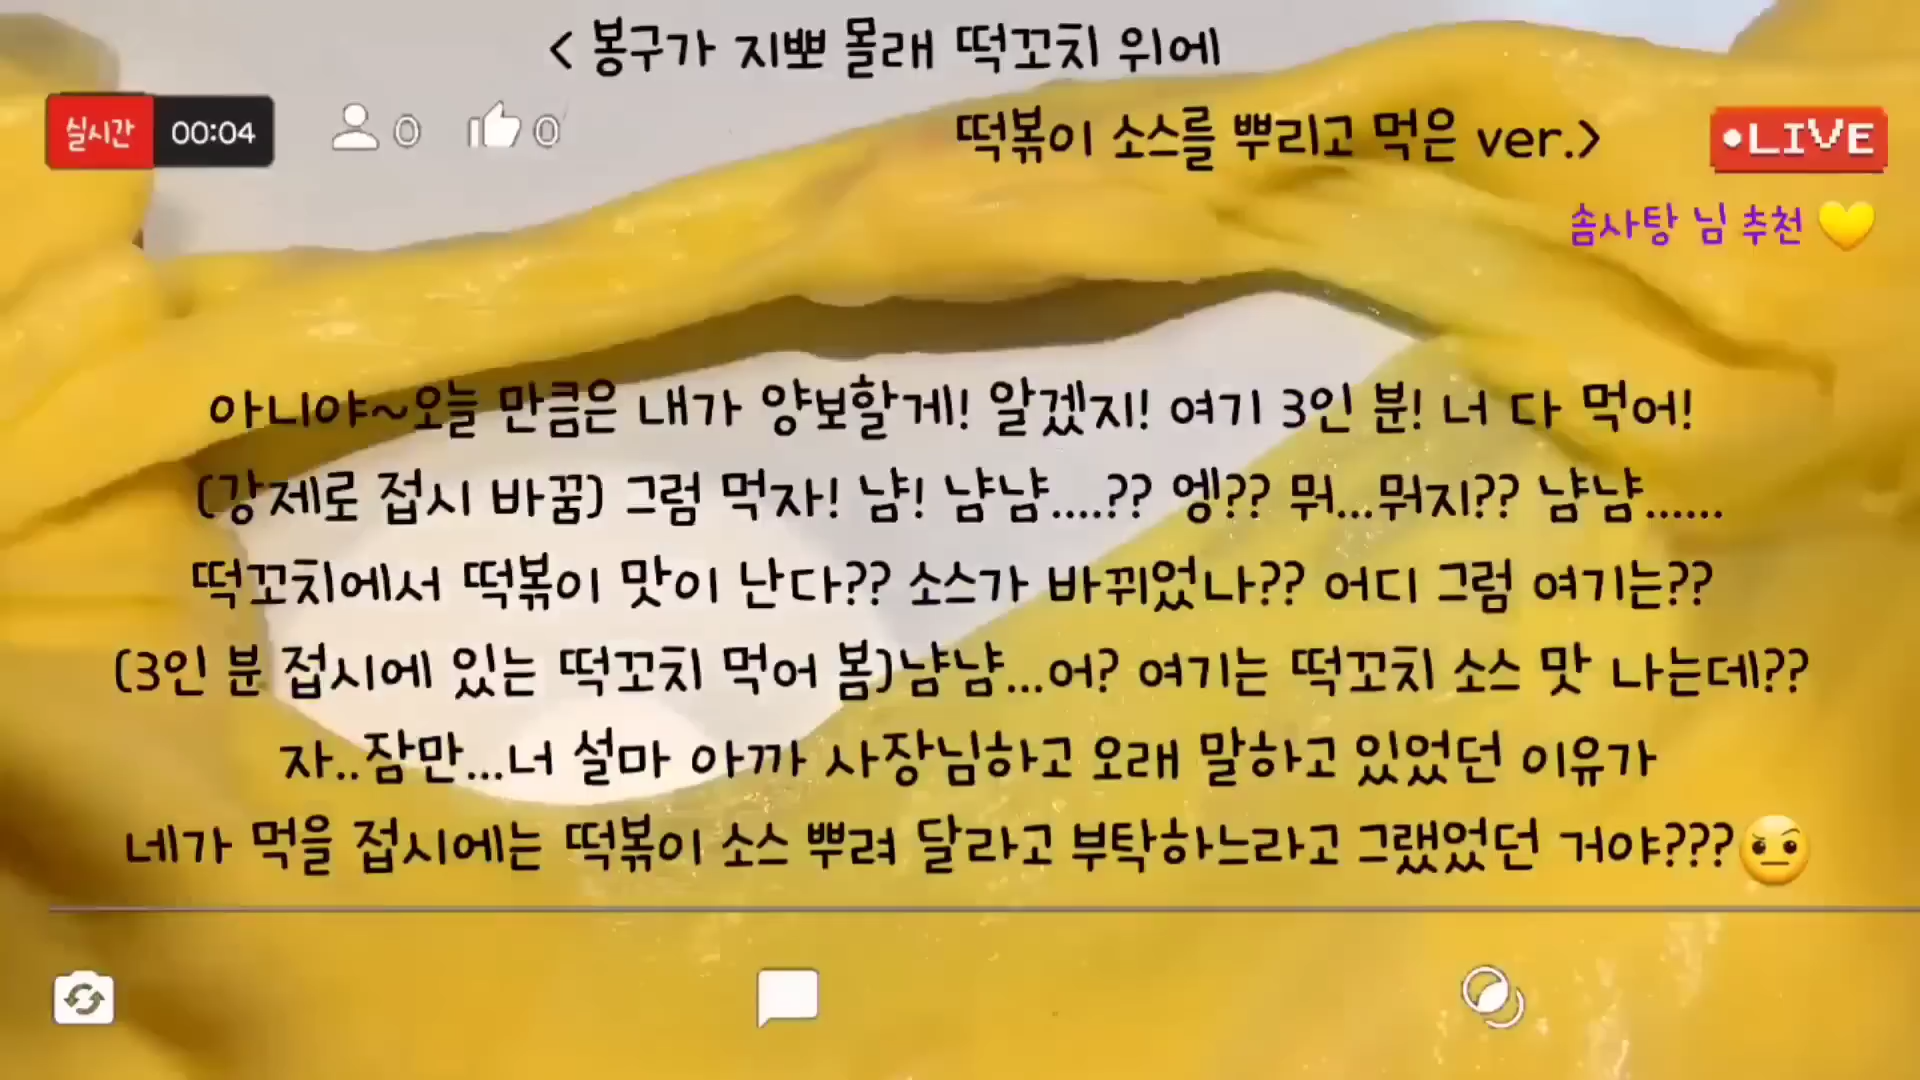 < 봉구가 지뽀 몰래 떡꼬치 위에
떡볶이 소스를 뿌리고 먹은 ver.>
실시간 00:04 0 0
•LIVE
솜사탕 님 추천 💛
아니야~오늘 만큼은 내가 양보할게! 알겠지! 여기 3인 분! 너 다 먹어!
(강제로 접시 바꿈) 그럼 먹자! 냠! 냠냠....?? 엥?? 뭐...뭐지?? 냠냠......
떡꼬치에서 떡볶이 맛이 난다?? 소스가 바뀌었나?? 어디 그럼 여기는??
(3인 분 접시에 있는 떡꼬치 먹어 봄)냠냠...어? 여기는 떡꼬치 소스 맛 나는데??
자..잠만...너 설마 아까 사장님하고 오래 말하고 있었던 이유가
네가 먹을 접시에는 떡볶이 소스 뿌려 달라고 부탁하느라고 그랬었던 거야???🤨